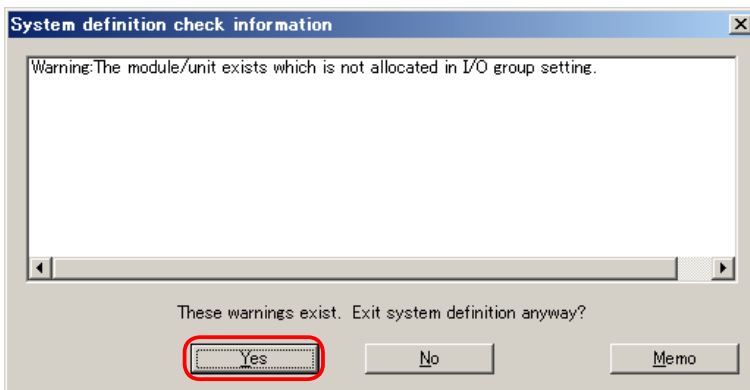 System definition check information
Warning:The module/unit exists which is not allocated in I/O group setting.
These warnings exist. Exit system definition anyway?
Yes No Memo